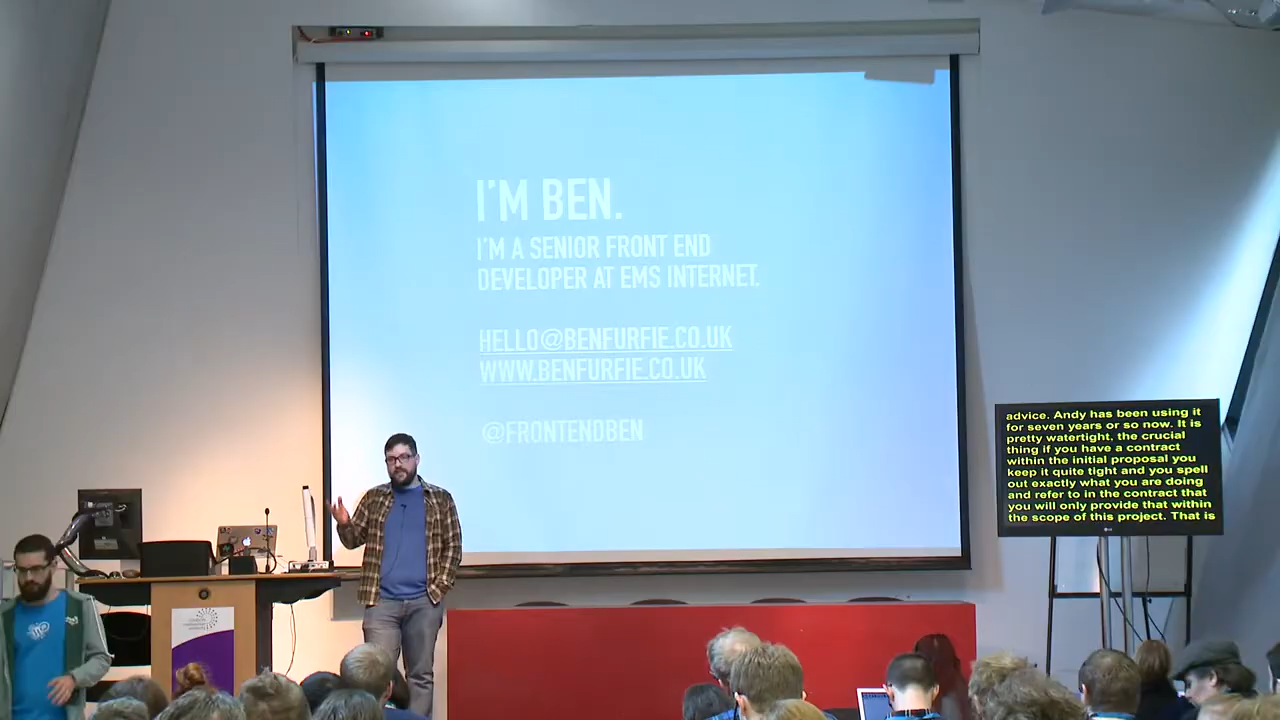 I'M BEN.
I'M A SENIOR FRONT END
DEVELOPER AT EMS INTERNET.
HELLO@BENFURFIE.CO.UK
WWW.BENFURFIE.CO.UK
@FRONTENDBEN
advice. Andy has been using it
for seven years or so now. It is
pretty watertight, the crucial
thing if you have a contract
within the initial proposal you
keep it quite tight and you spell
out exactly what you are doing
and refer to in the contract that
you will only provide that within
the scope of this project. That is